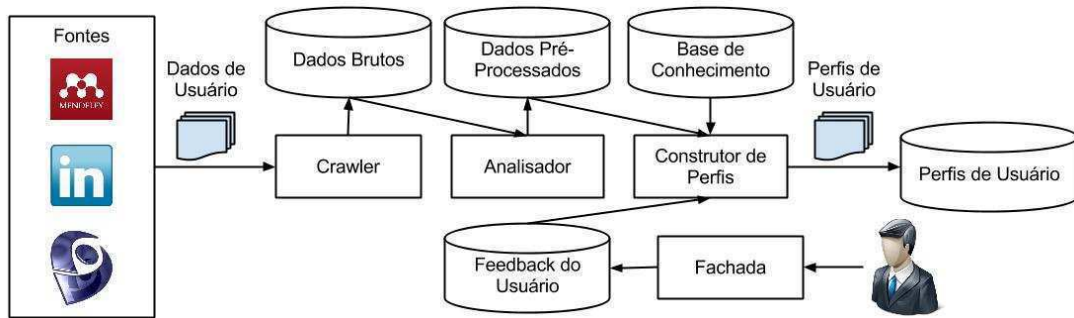 Fontes
MENDELEY
in
Dados de
Usuário
Dados Brutos
Crawler
Dados Pré-
Processados
Analisador
Base de
Conhecimento
Construtor de
Perfis
Perfis de
Usuário
Perfis de Usuário
Feedback do
Usuário
Fachada